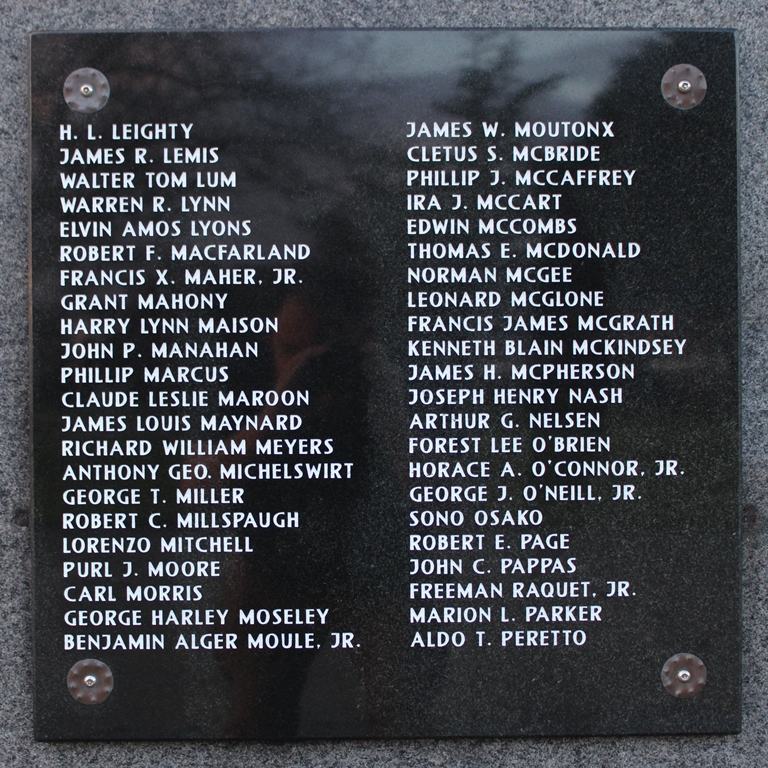 H. L. LEIGHTY
JAMES R. LEMIS
WALTER TOM LUM
WARREN R. LYNN
ELVIN AMOS LYONS
ROBERT F. MACFARLAND
FRANCIS X. MAHER, JR.
GRANT MAHONY
HARRY LYNN MAISON
JOHN P. MANAHAN
PHILLIP MARCUS
CLAUDE LESLIE MAROON
JAMES LOUIS MAYNARD
RICHARD WILLIAM MEYERS
ANTHONY GEO. MICHELSWIRT
GEORGE T. MILLER
ROBERT C. MILLSPAUGH
LORENZO MITCHELL
PURL J. MOORE
CARL MORRIS
GEORGE HARLEY MOSELEY
BENJAMIN ALGER MOULE, JR.
JAMES W. MOUTONX
CLETUS S. MCBRIDE
PHILLIP J. MCCAFFREY
IRA J. MCCART
EDWIN MCCOMBS
THOMAS E. MCDONALD
NORMAN MCGEE
LEONARD MCGLONE
FRANCIS JAMES MCGRATH
KENNETH BLAIN MCKINDSEY
JAMES H. MCPHERSON
JOSEPH HENRY NASH
ARTHUR G. NELSEN
FOREST LEE O'BRIEN
HORACE A. O'CONNOR, JR.
GEORGE J. O'NEILL, JR.
SONO OSAKO
ROBERT E. PAGE
JOHN C. PAPPAS
FREEMAN RAQUET, JR.
MARION L. PARKER
ALDO T. PERETTO